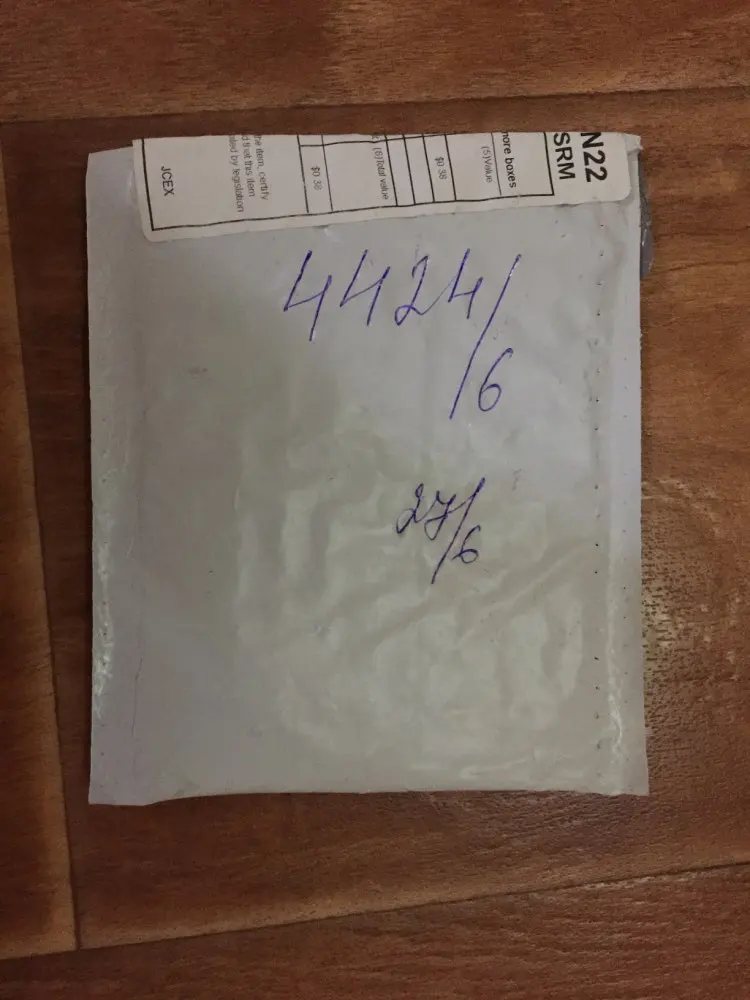 N22
SRM
more boxes
(5)Value
$0.38
(6)Total value
$0.38
the item, certify
d that this item
ated by legislation
JCEX
4424/6
27/6